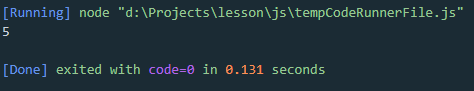 [Running] node "d:\Projects\lesson\js\tempCodeRunnerFile.js"
5
[Done] exited with code=0 in 0.131 seconds